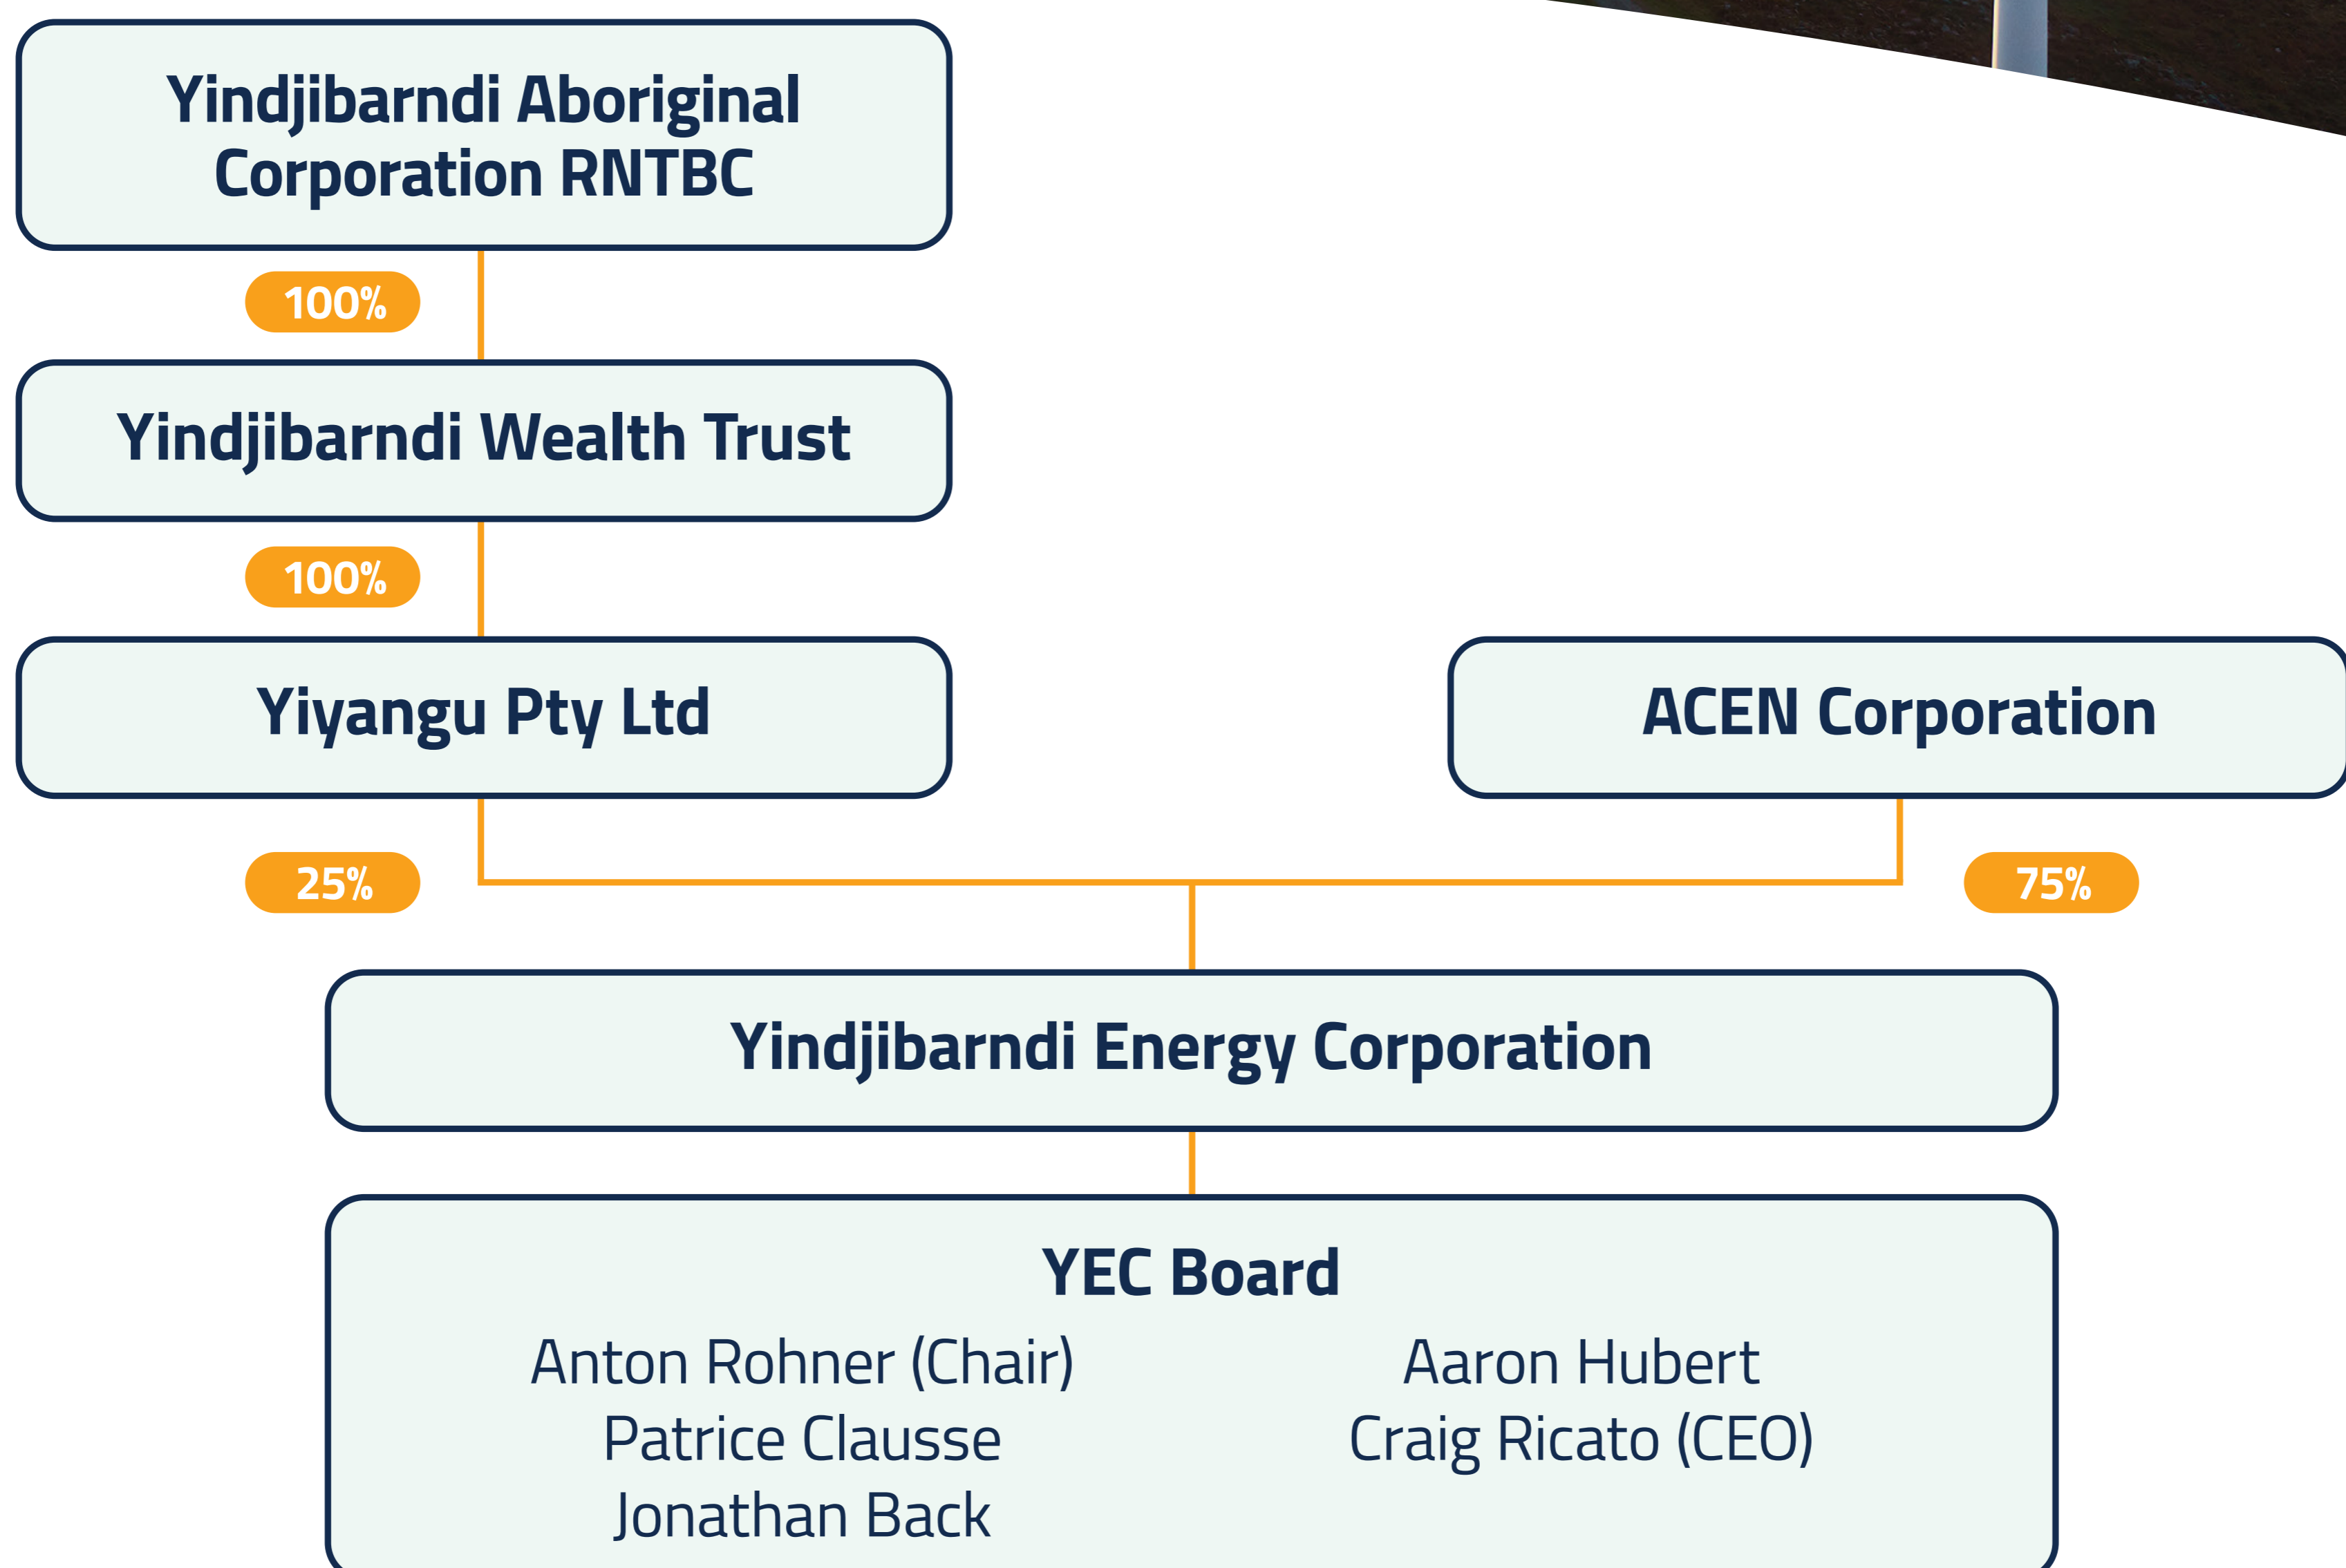 Yindjibarndi Aboriginal
Corporation RNTBC
100%
Yindjibarndi Wealth Trust
100%
Yiyangu Pty Ltd
ACEN Corporation
25%
75%
Yindjibarndi Energy Corporation
YEC Board
Anton Rohner (Chair)
Aaron Hubert
Patrice Clausse
Craig Ricato (CEO)
Jonathan Back